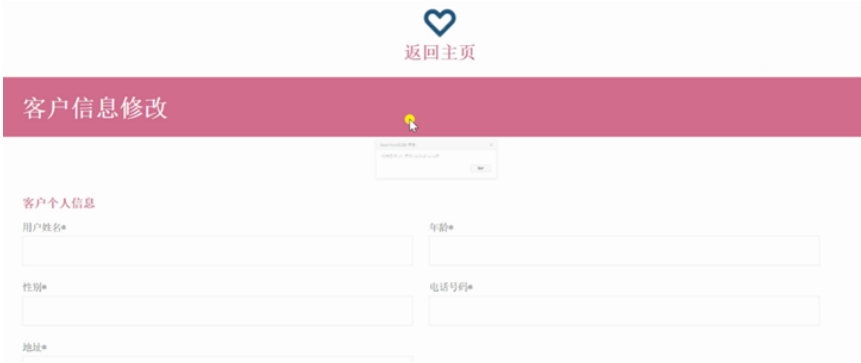 返回主页
客户信息修改
客户个人信息
用户姓名*
年龄*
性别*
电话号码*
地址*